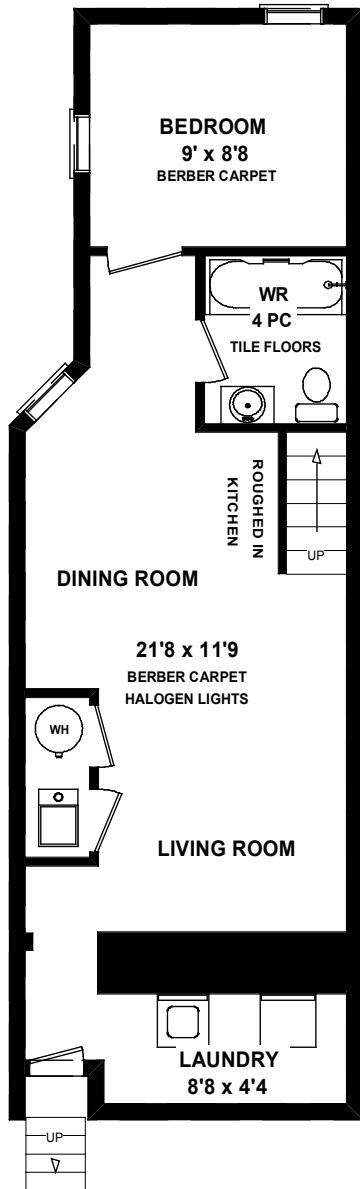 BEDROOM
9' x 8'8
BERBER CARPET
WR
4 PC
TILE FLOORS
ROUGHED IN
KITCHEN
UP
DINING ROOM
21'8 x 11'9
BERBER CARPET
HALOGEN LIGHTS
WH
LIVING ROOM
LAUNDRY
8'8 x 4'4
UP